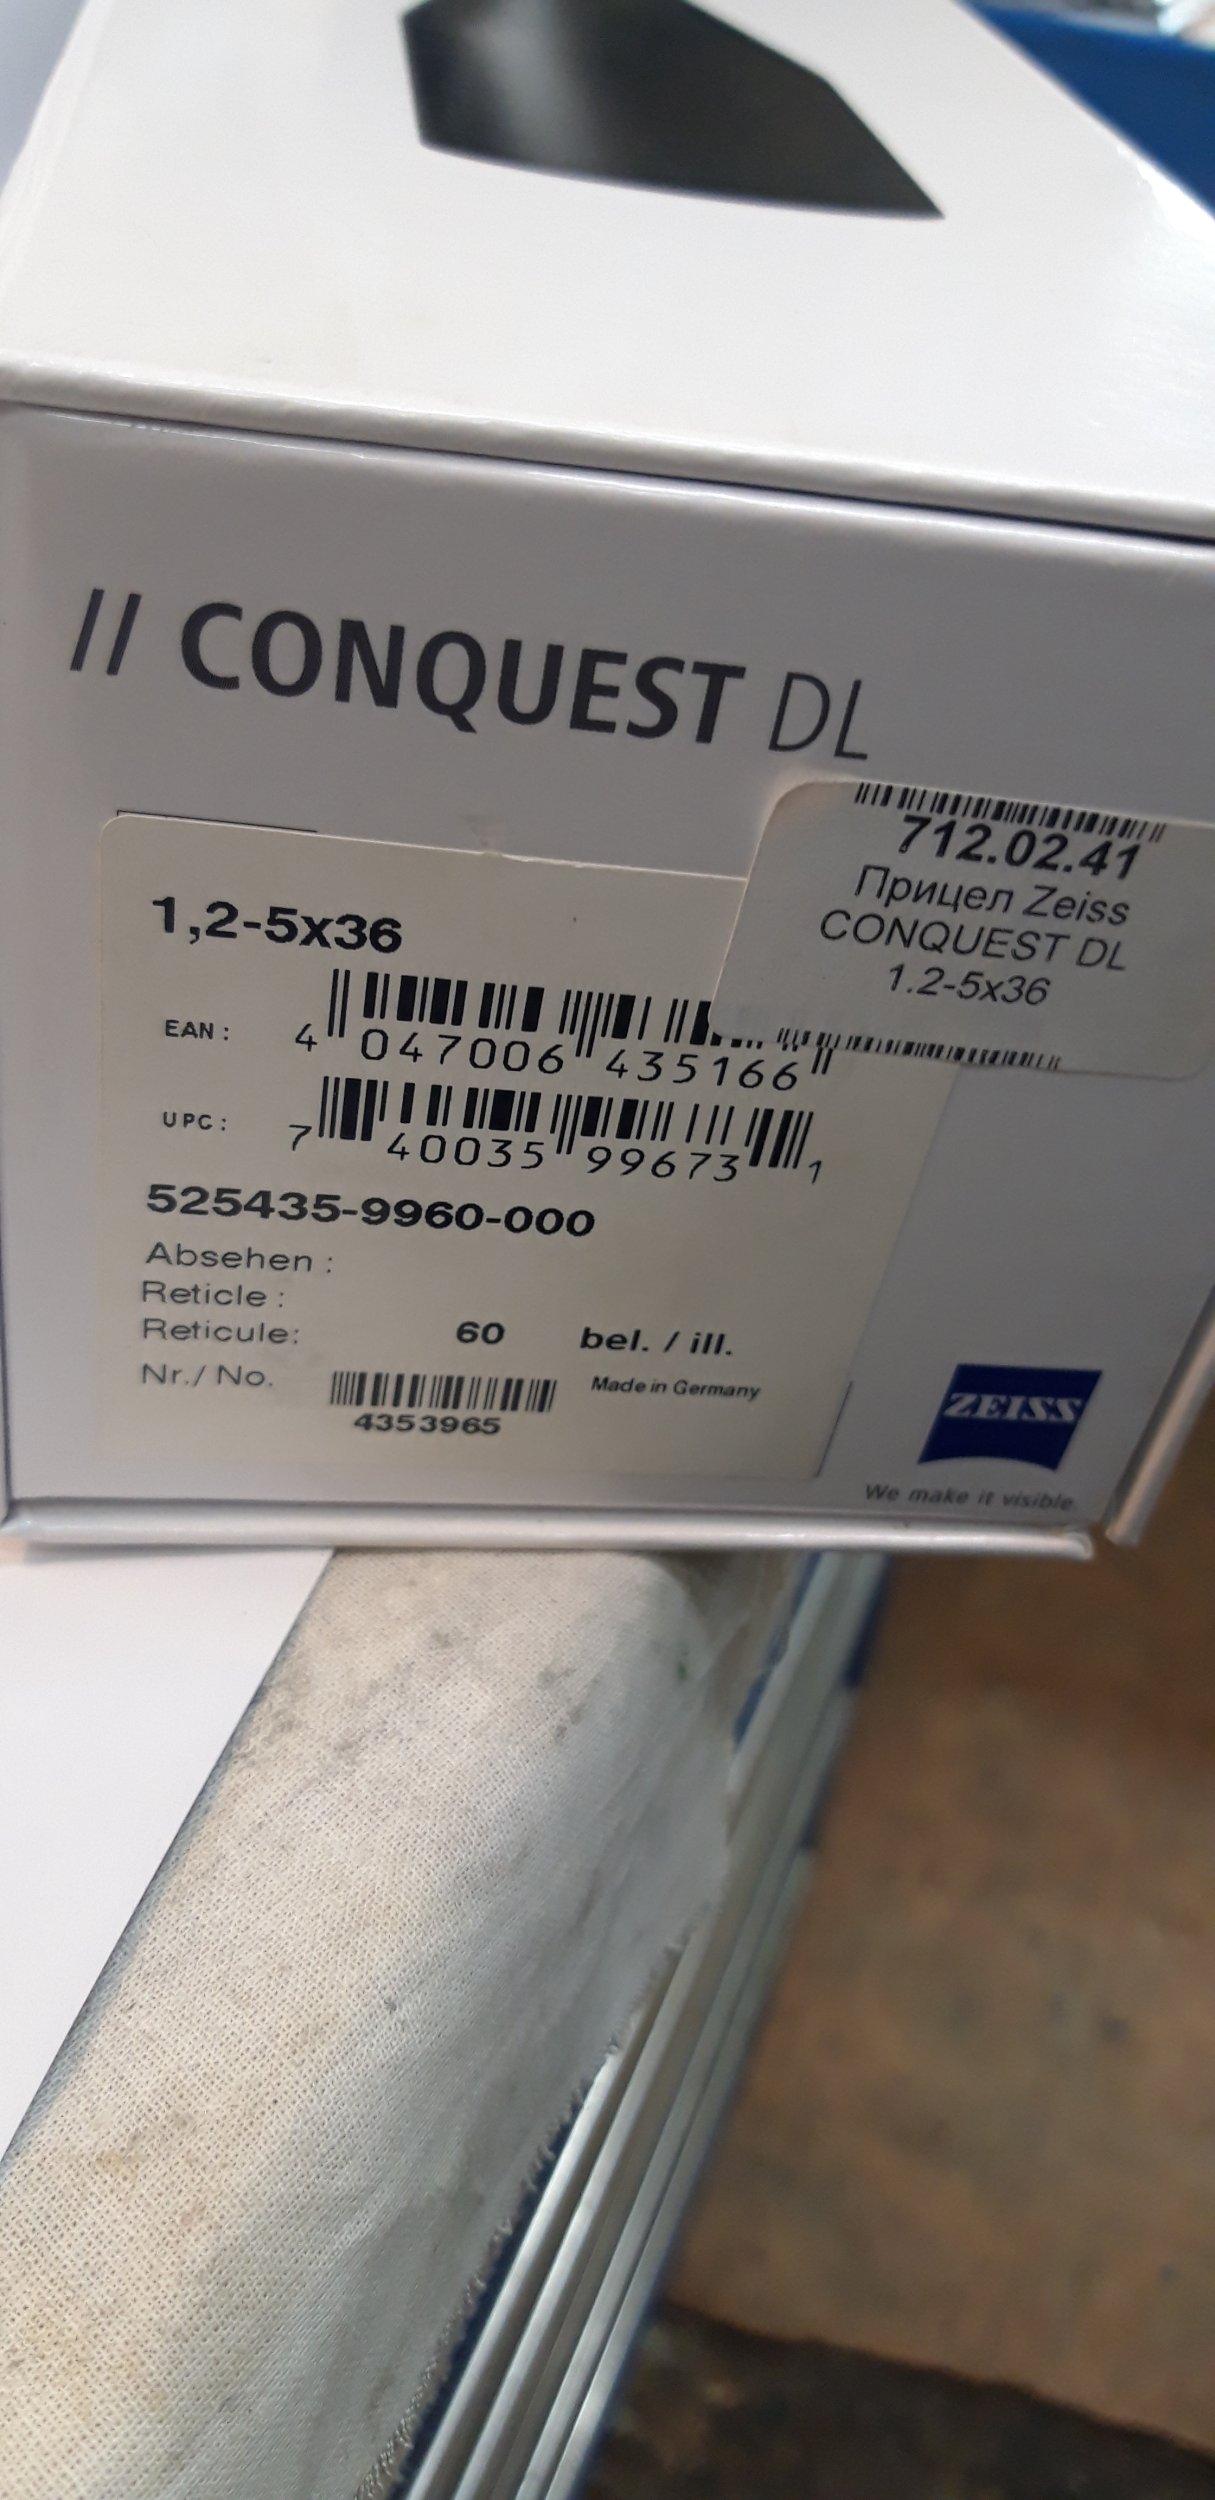 // CONQUEST DL
712.02.41
Прицел Zeiss
CONQUEST DL
1.2-5x36
1,2-5x36
EAN :
4 047006 435166
UPC :
7 40035 99673 1
525435-9960-000
Absehen :
Reticle :
Reticule: 60 bel. / ill.
Nr./ No.
4353965
Made in Germany
ZEISS
We make it visible.